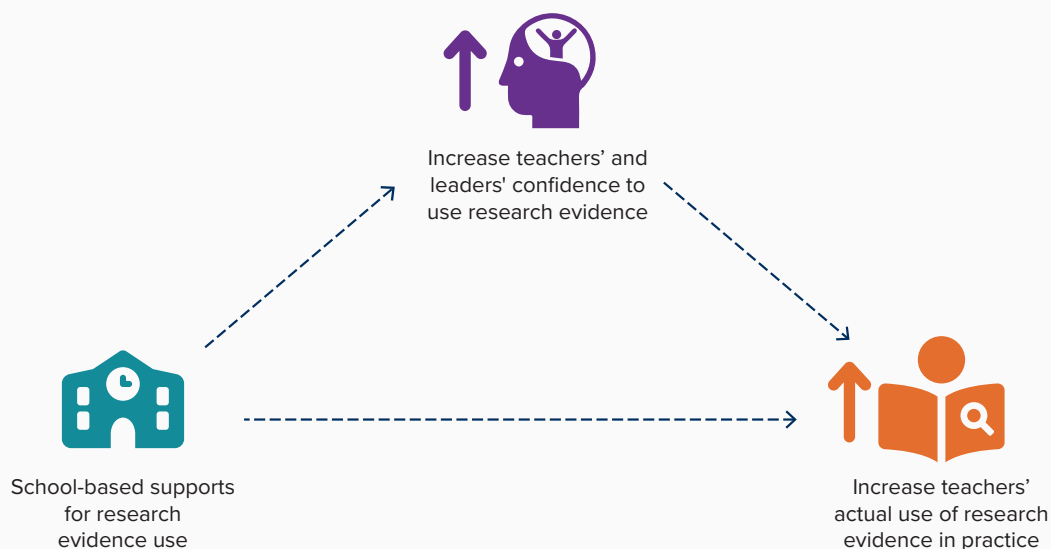 Increase teachers’ and
leaders' confidence to
use research evidence
School-based supports
for research
evidence use
Increase teachers’
actual use of research
evidence in practice